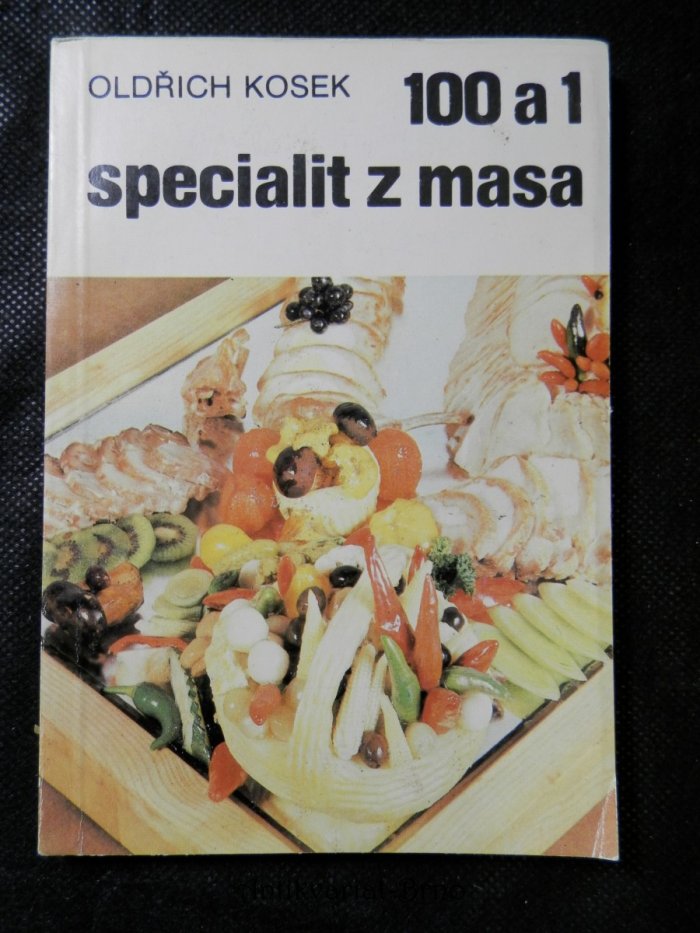 OLDŘICH KOSEK 100 a 1
specialit z masa